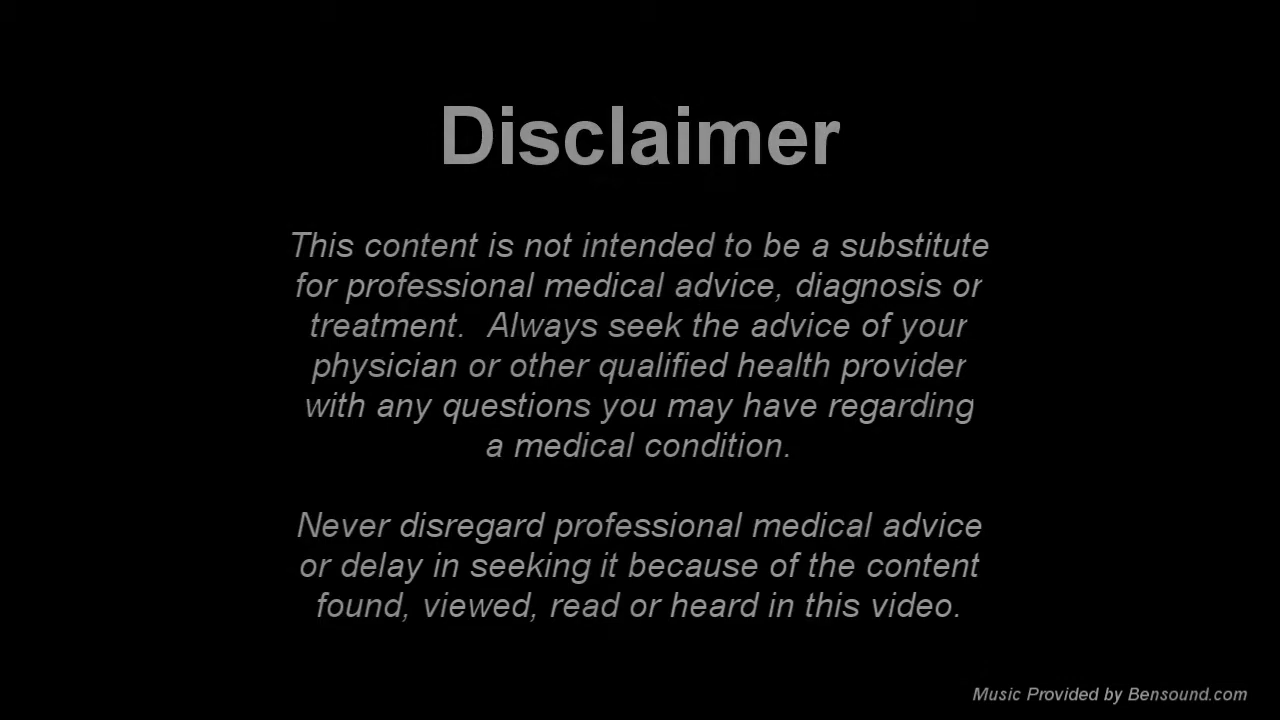 Disclaimer
This content is not intended to be a substitute
for professional medical advice, diagnosis or
treatment.  Always seek the advice of your
physician or other qualified health provider
with any questions you may have regarding
a medical condition.
Never disregard professional medical advice
or delay in seeking it because of the content
found, viewed, read or heard in this video.
Music Provided by Bensound.com